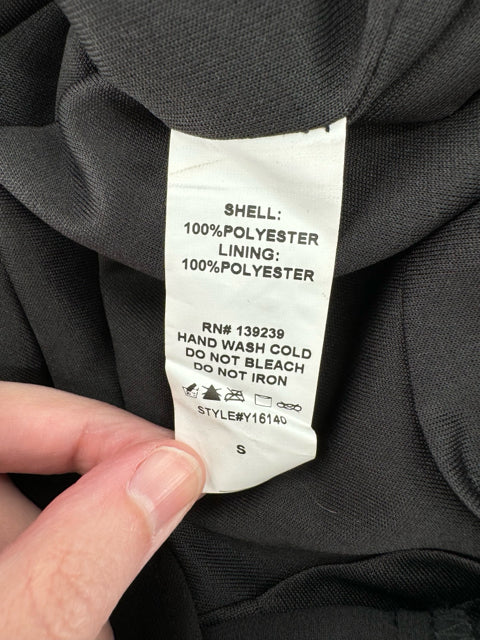 SHELL:
100%POLYESTER
LINING:
100%POLYESTER
RN# 139239
HAND WASH COLD
DO NOT BLEACH
DO NOT IRON
STYLE#Y16140
S